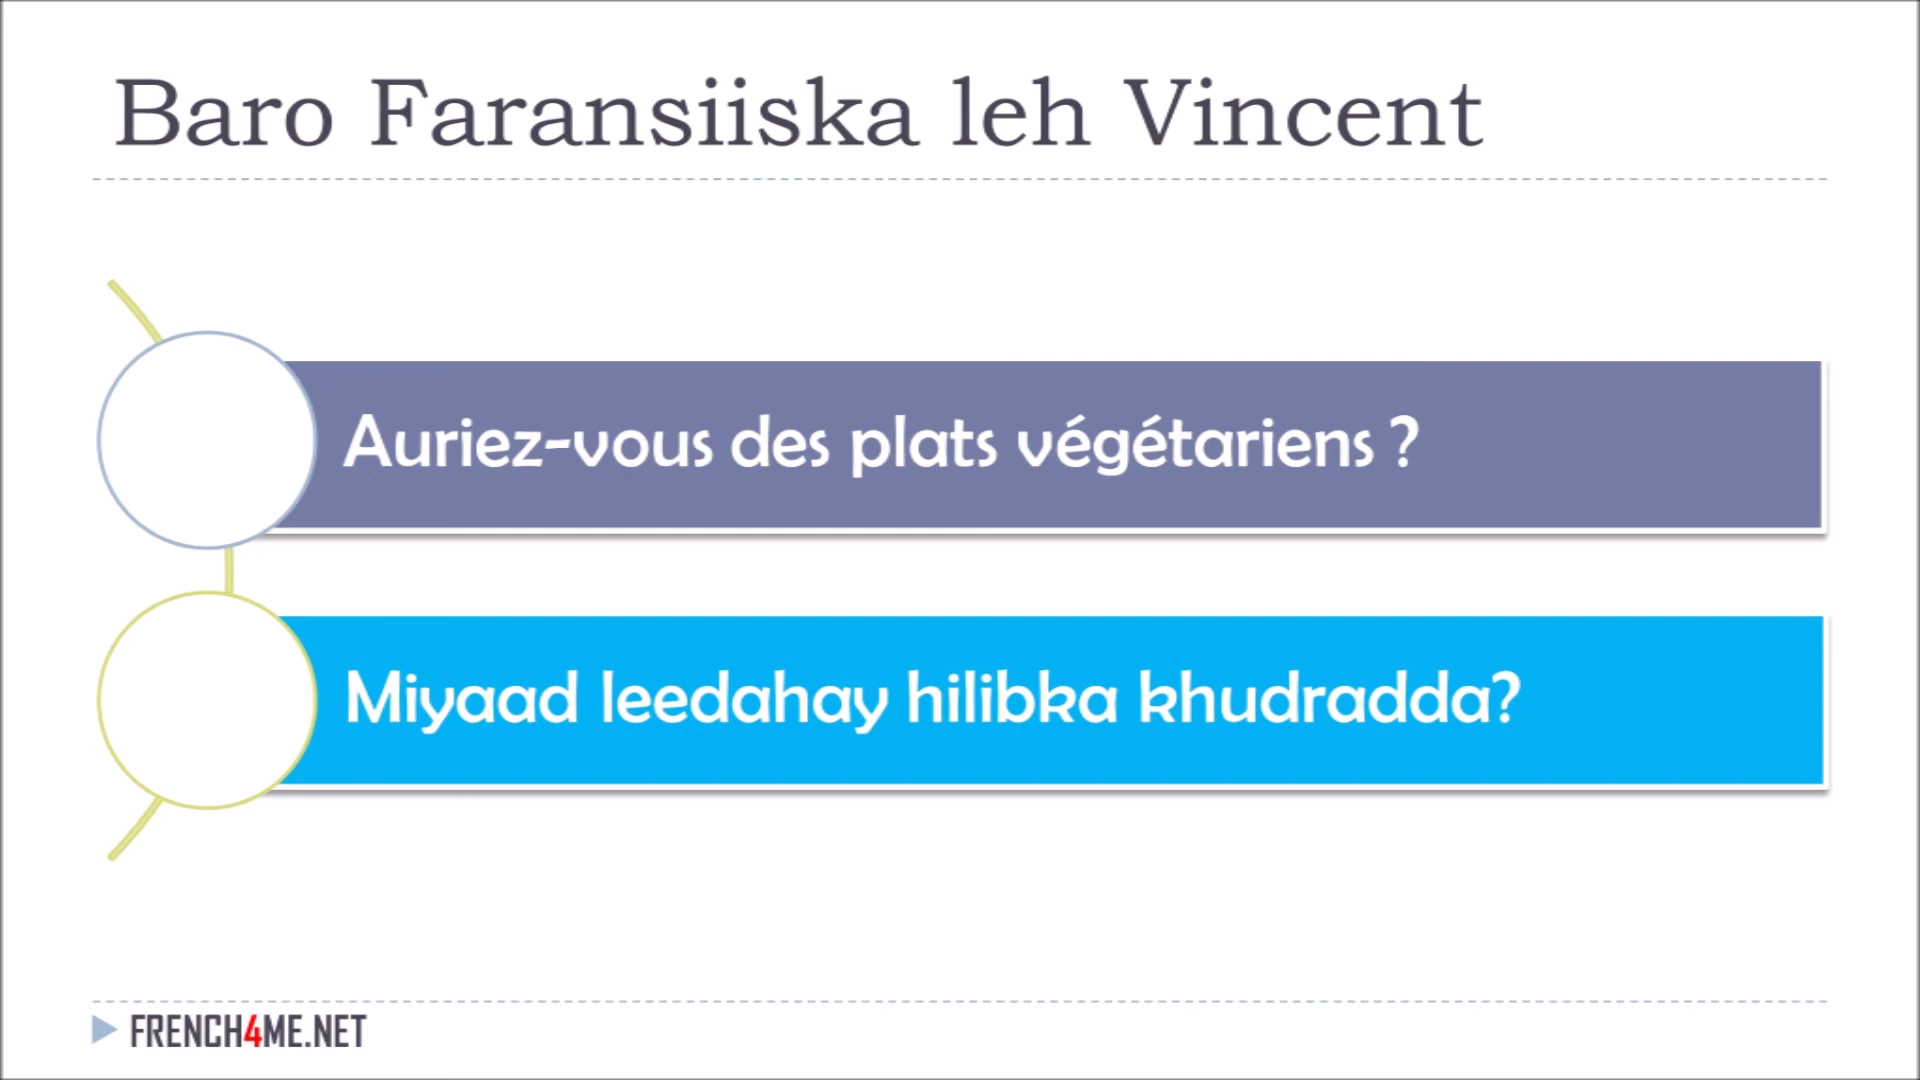 Baro Faransiiska leh Vincent
Auriez-vous des plats végétariens ?
Miyaad leedahay hilibka khudradda?
FRENCH4ME.NET